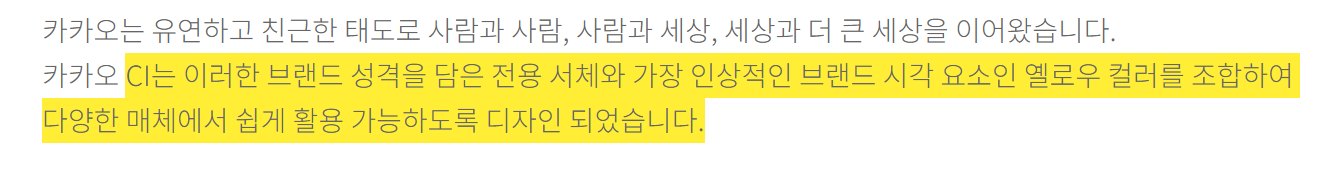 카카오는 유연하고 친근한 태도로 사람과 사람, 사람과 세상, 세상과 더 큰 세상을 이어왔습니다.
카카오 CI는 이러한 브랜드 성격을 담은 전용 서체와 가장 인상적인 브랜드 시각 요소인 옐로우 컬러를 조합하여
다양한 매체에서 쉽게 활용 가능하도록 디자인 되었습니다.